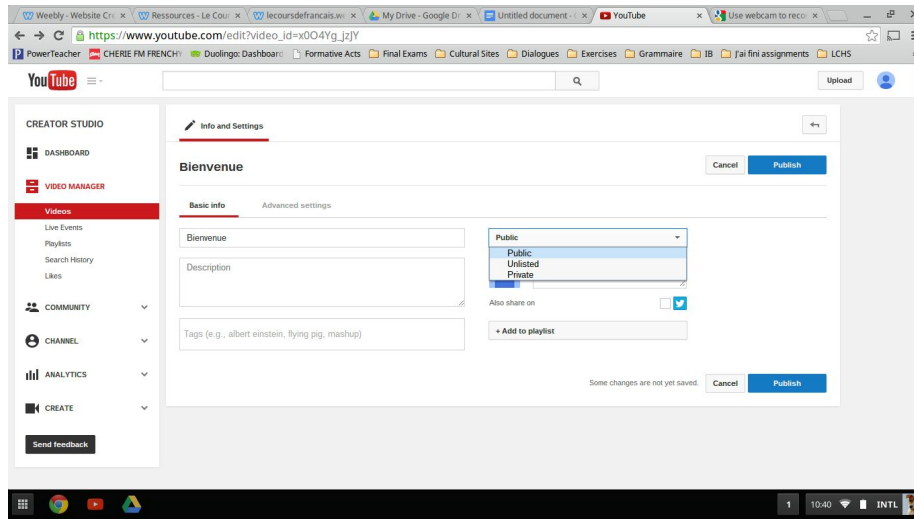 Weebly - Website Cre
Ressources - Le Cour
lecoursdefrancais.we
My Drive - Google Dr
Untitled document -
YouTube
Use webcam to recor
https://www.youtube.com/edit?video_id=x0O4Yg_jzJY
PowerTeacher CHERIE FM FRENCHY Duolingo: Dashboard Formative Acts Final Exams Cultural Sites Dialogues Exercises Grammaire IB J'ai fini assignments LCHS
YouTube
Upload
CREATOR STUDIO
DASHBOARD
VIDEO MANAGER
Videos
Live Events
Playlists
Search History
Likes
COMMUNITY
CHANNEL
ANALYTICS
CREATE
Send feedback
Info and Settings
Bienvenue
Cancel Publish
Basic info Advanced settings
Bienvenue
Description
Tags (e.g., albert einstein, flying pig, mashup)
Public
Public
Unlisted
Private
Also share on
+ Add to playlist
Some changes are not yet saved. Cancel Publish
1 10:40 INTL